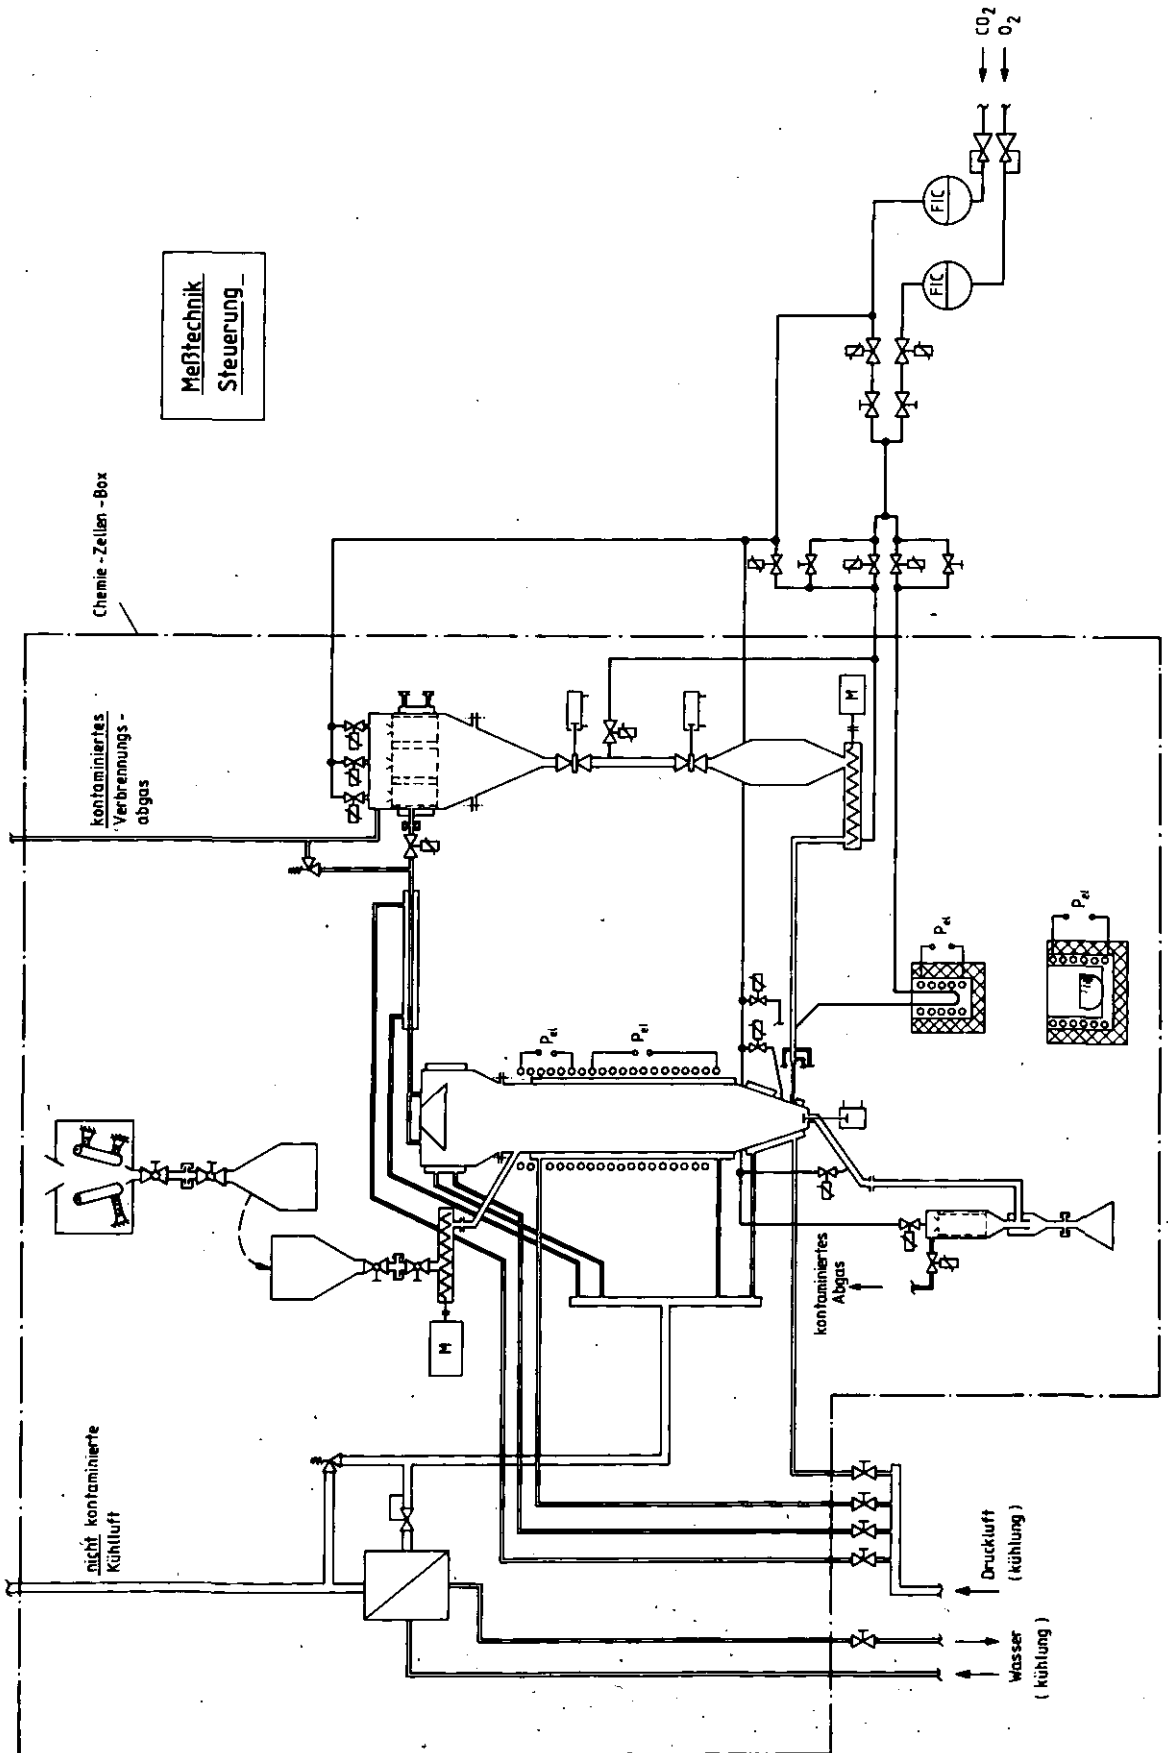 CO2
O2
FIC
FIC
Meßtechnik
Steuerung
Chemie-Zellen-Box
kontaminiertes
Verbrennungs-
abgas
M
Pel
Pel
Pel
Pel
M
kontaminiertes
Abgas
nicht kontaminierte
Kühlluft
Druckluft
(kühlung)
Wasser
(kühlung)